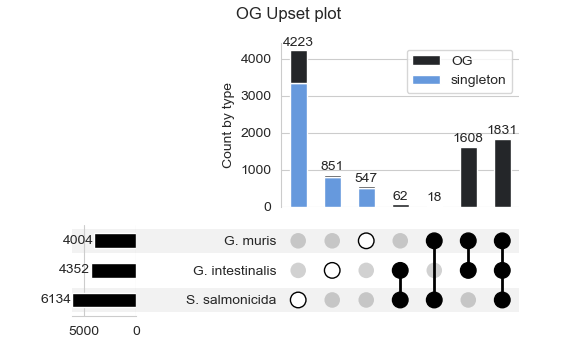 OG Upset plot
4223
4000
OG
singleton
3000
Count by type
2000
1831
1608
1000
851
547
62
18
0
4004
G. muris
4352
G. intestinalis
6134
S. salmonicida
5000 0